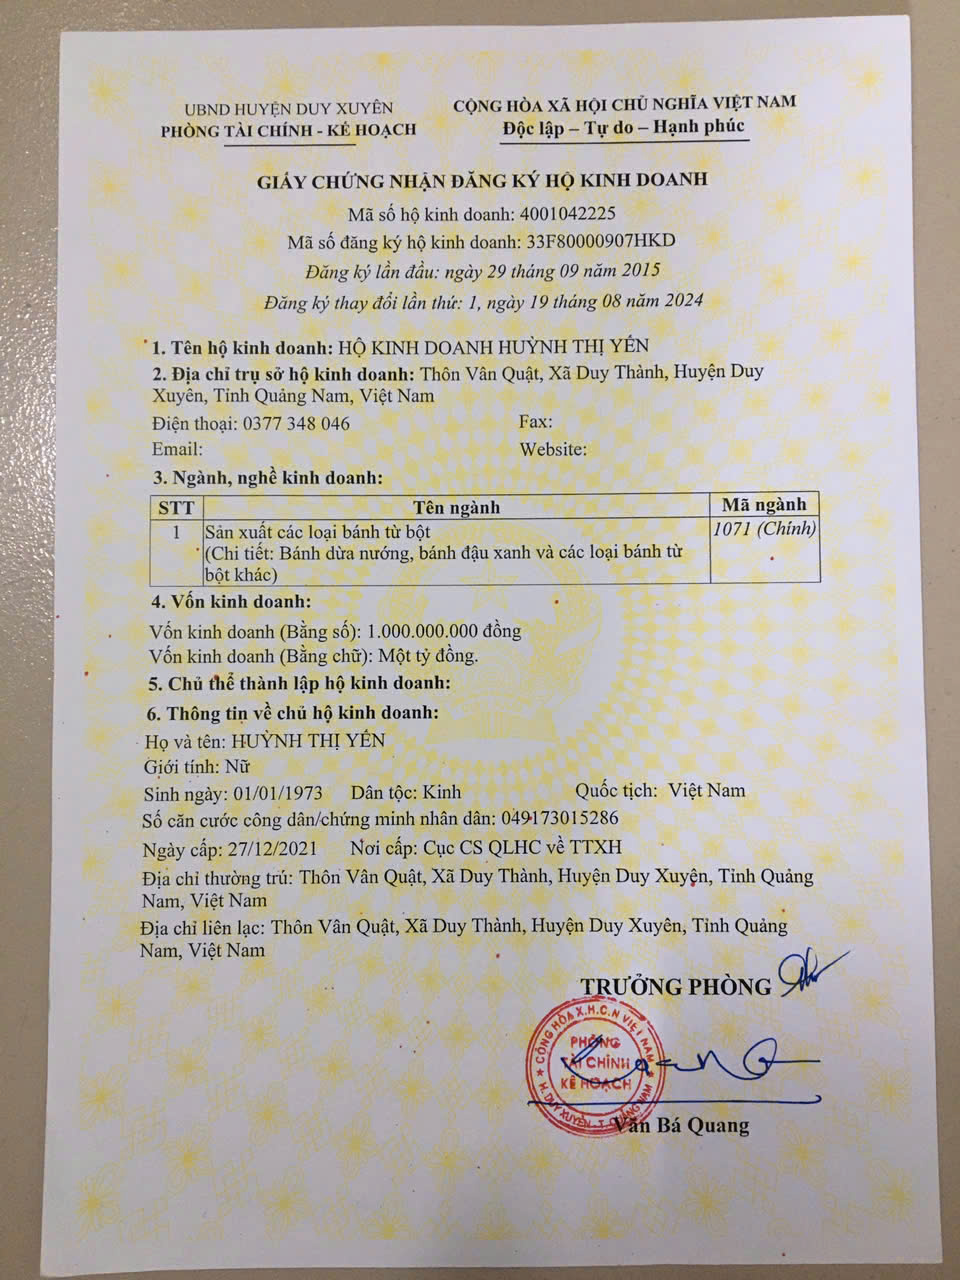 UBND HUYỆN DUY XUYÊN
PHÒNG TÀI CHÍNH - KẾ HOẠCH
CỘNG HÒA XÃ HỘI CHỦ NGHĨA VIỆT NAM
Độc lập – Tự do – Hạnh phúc
GIẤY CHỨNG NHẬN ĐĂNG KÝ HỘ KINH DOANH
Mã số hộ kinh doanh: 4001042225
Mã số đăng ký hộ kinh doanh: 33F80000907HKD
Đăng ký lần đầu: ngày 29 tháng 09 năm 2015
Đăng ký thay đổi lần thứ: 1, ngày 19 tháng 08 năm 2024
1. Tên hộ kinh doanh: HỘ KINH DOANH HUỲNH THỊ YẾN
2. Địa chỉ trụ sở hộ kinh doanh: Thôn Vân Quật, Xã Duy Thành, Huyện Duy
Xuyên, Tỉnh Quảng Nam, Việt Nam
Điện thoại: 0377 348 046 Fax:
Email: Website:
3. Ngành, nghề kinh doanh:
STT Tên ngành Mã ngành
1 Sản xuất các loại bánh từ bột 1071 (Chính)
(Chi tiết: Bánh dừa nướng, bánh đậu xanh và các loại bánh từ
bột khác)
4. Vốn kinh doanh:
Vốn kinh doanh (Bằng số): 1.000.000.000 đồng
Vốn kinh doanh (Bằng chữ): Một tỷ đồng.
5. Chủ thể thành lập hộ kinh doanh:
6. Thông tin về chủ hộ kinh doanh:
Họ và tên: HUỲNH THỊ YẾN
Giới tính: Nữ
Sinh ngày: 01/01/1973 Dân tộc: Kinh Quốc tịch: Việt Nam
Số căn cước công dân/chứng minh nhân dân: 049173015286
Ngày cấp: 27/12/2021 Nơi cấp: Cục CS QLHC về TTXH
Địa chỉ thường trú: Thôn Vân Quật, Xã Duy Thành, Huyện Duy Xuyên, Tỉnh Quảng
Nam, Việt Nam
Địa chỉ liên lạc: Thôn Vân Quật, Xã Duy Thành, Huyện Duy Xuyên, Tỉnh Quảng
Nam, Việt Nam
TRƯỞNG PHÒNG
CỘNG HÒA X.H.C.N VIỆT NAM
PHÒNG
TÀI CHÍNH
KẾ HOẠCH
H. DUY XUYÊN - T. QUẢNG NAM
Văn Bá Quang